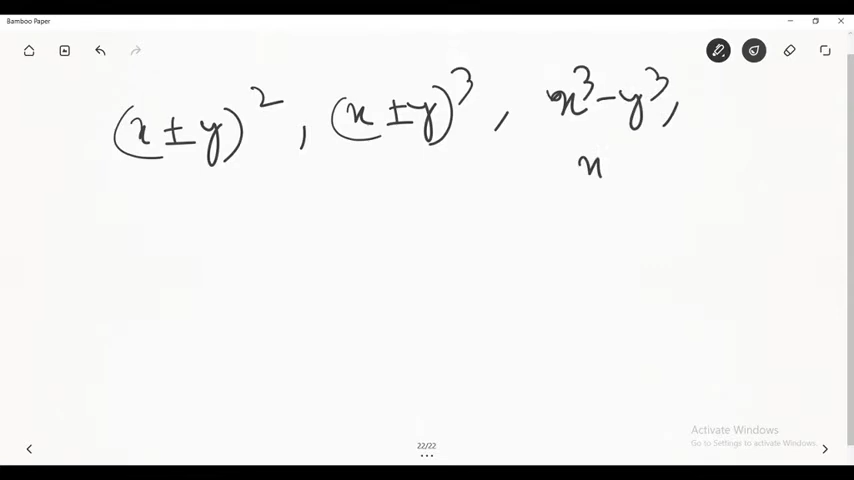 Bamboo Paper
(x ± y)², (x ± y)³, x³ − y³,
x
22/22
Activate Windows
Go to Settings to activate Windows.